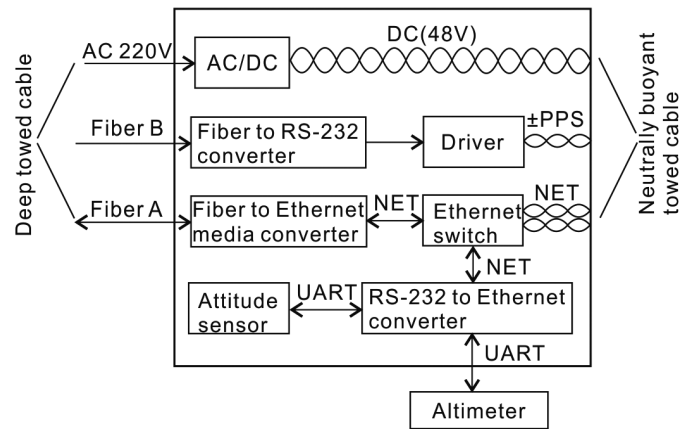 Deep towed cable
AC 220V
AC/DC
DC(48V)
Fiber B
Fiber to RS-232
converter
Driver
±PPS
Fiber A
Fiber to Ethernet
media converter
NET
Ethernet
switch
NET
NET
Attitude
sensor
UART
RS-232 to Ethernet
converter
UART
Altimeter
Neutrally buoyant
towed cable